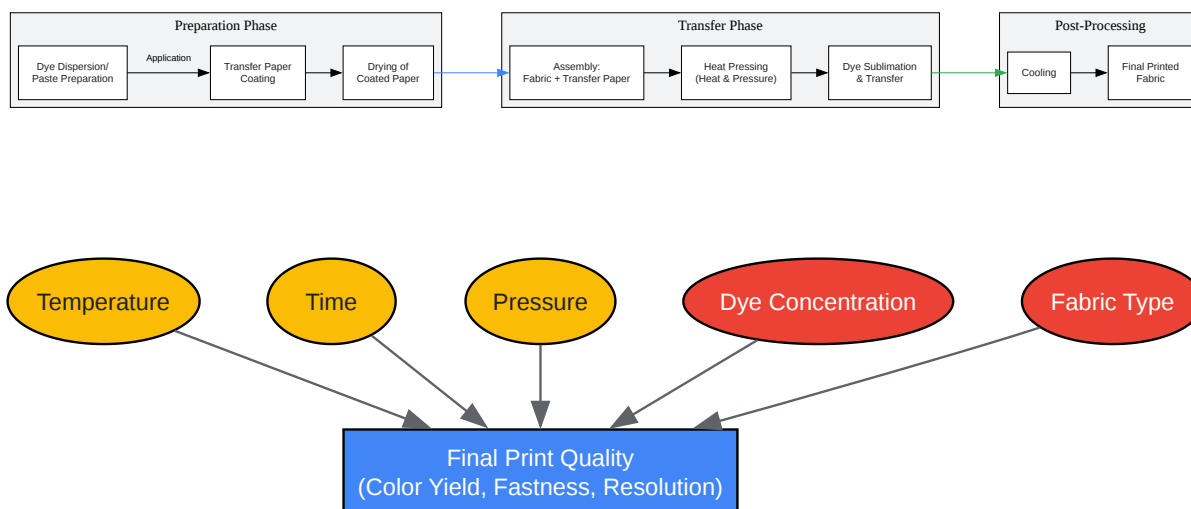 Preparation Phase
Dye Dispersion/
Paste Preparation
Application
Transfer Paper
Coating
Drying of
Coated Paper
Transfer Phase
Assembly:
Fabric + Transfer Paper
Heat Pressing
(Heat & Pressure)
Dye Sublimation
& Transfer
Post-Processing
Cooling
Final Printed
Fabric
Temperature
Time
Pressure
Dye Concentration
Fabric Type
Final Print Quality
(Color Yield, Fastness, Resolution)